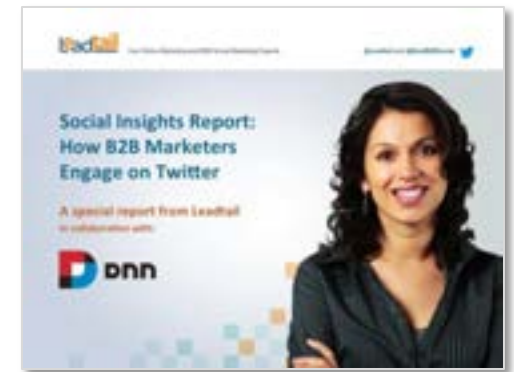 Leadtail
Social Insights Report:
How B2B Marketers
Engage on Twitter
A special report from Leadtail
In collaboration with:
DNN